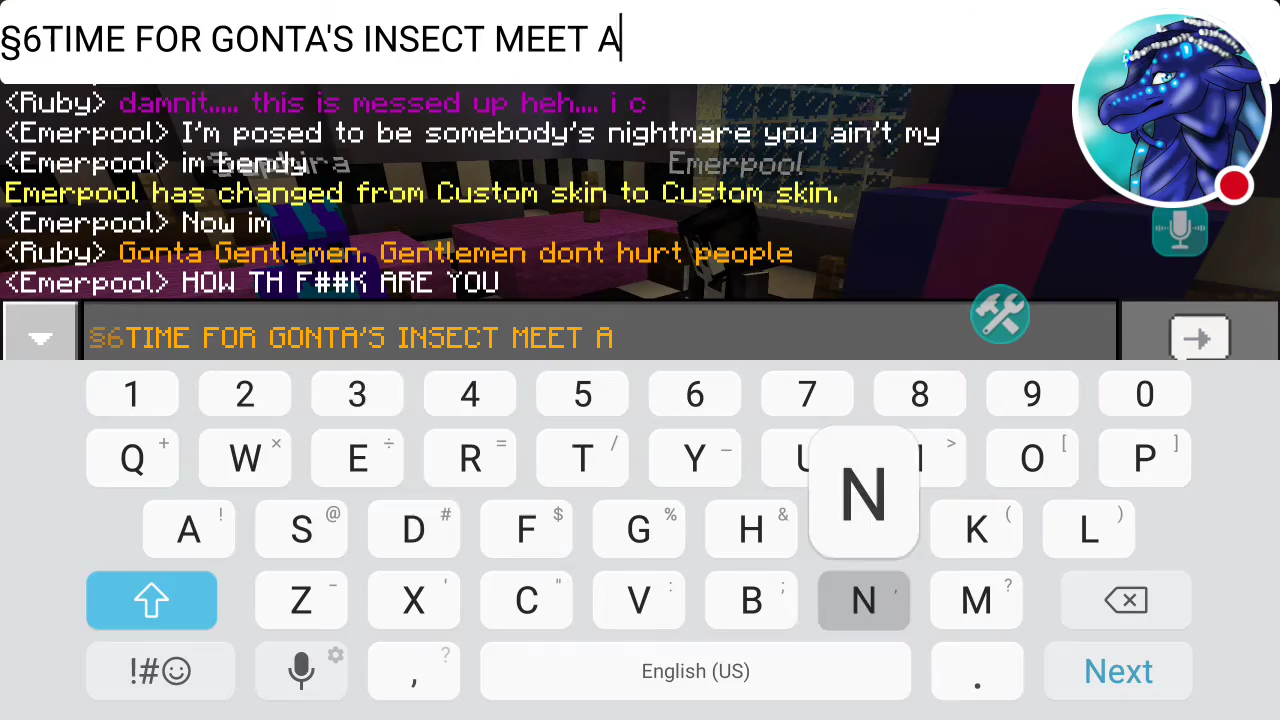 §6TIME FOR GONTA'S INSECT MEET A
<Ruby> damnit..... this is messed up heh.... i c
<Emerpool> I'm posed to be somebody's nightmare you ain't my
<Emerpool> im bendy
Emerpool
Emerpool has changed from Custom skin to Custom skin.
<Emerpool> Now im
<Ruby> Gonta Gentlemen. Gentlemen dont hurt people
<Emerpool> HOW TH F##K ARE YOU
§6TIME FOR GONTA'S INSECT MEET A
1 2 3 4 5 6 7 8 9 0
Q + W × E ÷ R = T / Y _ U > O [ P ]
N
A ! S @ D # F $ G % H & K ( L )
Z - X ' C " V : B ; N , M ?
!#☺ , ? English (US) . Next